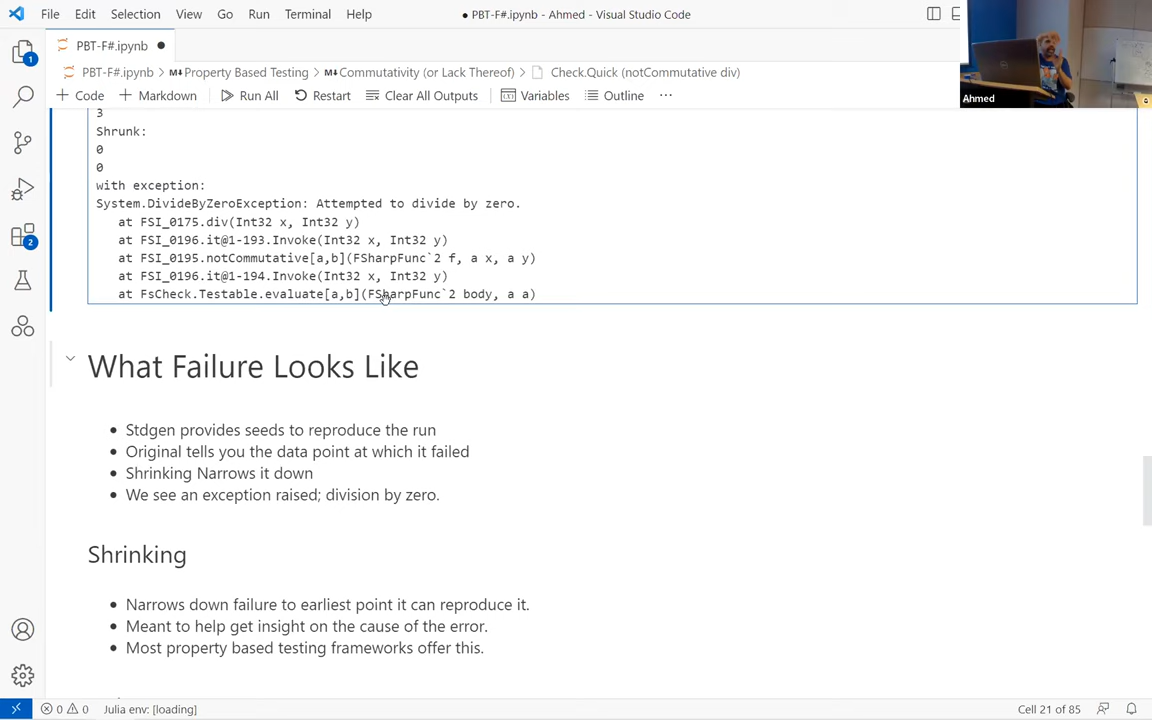 File Edit Selection View Go Run Terminal Help
● PBT-F#.ipynb - Ahmed - Visual Studio Code
PBT-F#.ipynb ●
PBT-F#.ipynb > M↓Property Based Testing > M↓Commutativity (or Lack Thereof) > Check.Quick (notCommutative div)
+ Code + Markdown Run All Restart Clear All Outputs Variables Outline ···
Ahmed
1
2
3
Shrunk:
0
0
with exception:
System.DivideByZeroException: Attempted to divide by zero.
at FSI_0175.div(Int32 x, Int32 y)
at FSI_0196.it@1-193.Invoke(Int32 x, Int32 y)
at FSI_0195.notCommutative[a,b](FSharpFunc`2 f, a x, a y)
at FSI_0196.it@1-194.Invoke(Int32 x, Int32 y)
at FsCheck.Testable.evaluate[a,b](FSharpFunc`2 body, a a)
What Failure Looks Like
• Stdgen provides seeds to reproduce the run
• Original tells you the data point at which it failed
• Shrinking Narrows it down
• We see an exception raised; division by zero.
Shrinking
• Narrows down failure to earliest point it can reproduce it.
• Meant to help get insight on the cause of the error.
• Most property based testing frameworks offer this.
0 0 Julia env: [loading] Cell 21 of 85